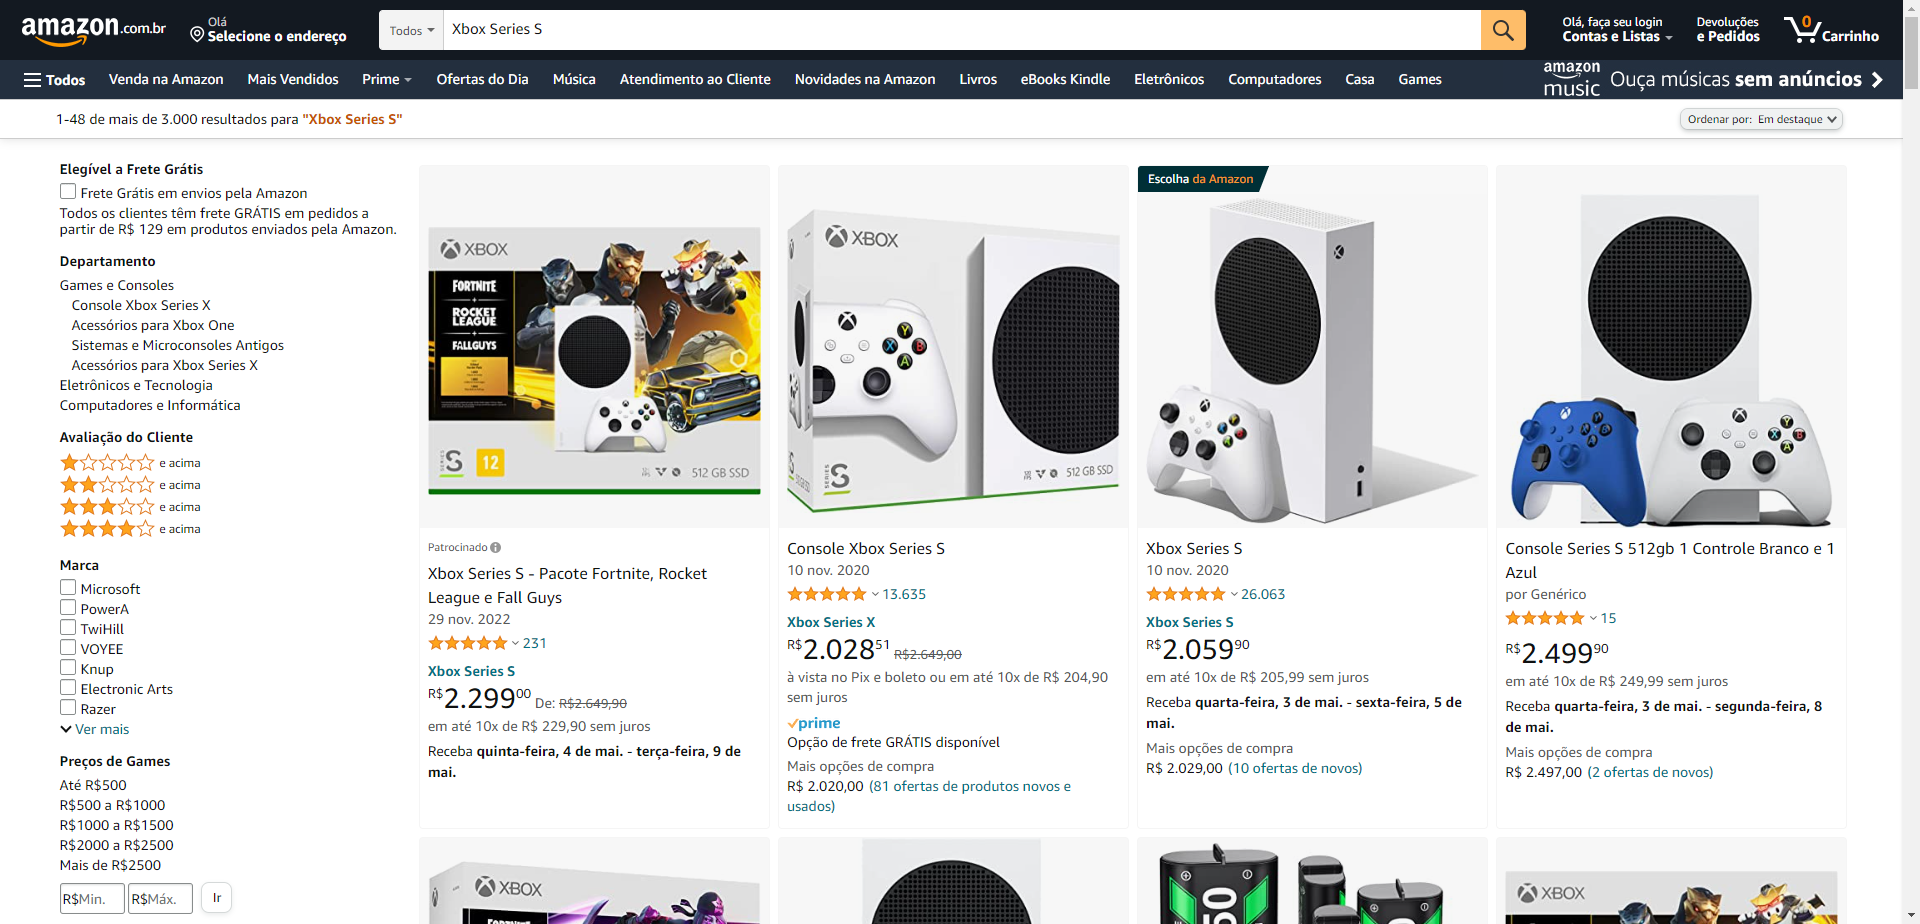 amazon.com.br
Olá
Selecione o endereço
Todos
Xbox Series S
Olá, faça seu login
Contas e Listas
Devoluções
e Pedidos
0
Carrinho
Todos
Venda na Amazon
Mais Vendidos
Prime
Ofertas do Dia
Música
Atendimento ao Cliente
Novidades na Amazon
Livros
eBooks Kindle
Eletrônicos
Computadores
Casa
Games
amazon music
Ouça músicas sem anúncios
1-48 de mais de 3.000 resultados para "Xbox Series S"
Ordenar por: Em destaque
Elegível a Frete Grátis
Frete Grátis em envios pela Amazon
Todos os clientes têm frete GRÁTIS em pedidos a
partir de R$ 129 em produtos enviados pela Amazon.
Departamento
Games e Consoles
Console Xbox Series X
Acessórios para Xbox One
Sistemas e Microconsoles Antigos
Acessórios para Xbox Series X
Eletrônicos e Tecnologia
Computadores e Informática
Avaliação do Cliente
e acima
e acima
e acima
e acima
Marca
Microsoft
PowerA
TwiHill
VOYEE
Knup
Electronic Arts
Razer
Ver mais
Preços de Games
Até R$500
R$500 a R$1000
R$1000 a R$1500
R$2000 a R$2500
Mais de R$2500
R$Min.
R$Máx.
Ir
XBOX
FORTNITE
+
ROCKET
LEAGUE
+
FALL GUYS
SERIES S
12
512 GB SSD
Patrocinado
Xbox Series S - Pacote Fortnite, Rocket
League e Fall Guys
29 nov. 2022
231
Xbox Series S
R$2.29900 De: R$2.649,90
em até 10x de R$ 229,90 sem juros
Receba quinta-feira, 4 de mai. - terça-feira, 9 de
mai.
XBOX
Y
X
B
A
SERIES S
512 GB SSD
Console Xbox Series S
10 nov. 2020
13.635
Xbox Series X
R$2.02851 R$2.649,00
à vista no Pix e boleto ou em até 10x de R$ 204,90
sem juros
prime
Opção de frete GRÁTIS disponível
Mais opções de compra
R$ 2.020,00 (81 ofertas de produtos novos e
usados)
Escolha da Amazon
Xbox Series S
10 nov. 2020
26.063
Xbox Series S
R$2.05990
em até 10x de R$ 205,99 sem juros
Receba quarta-feira, 3 de mai. - sexta-feira, 5 de
mai.
Mais opções de compra
R$ 2.029,00 (10 ofertas de novos)
Y
X
B
A
Console Series S 512gb 1 Controle Branco e 1
Azul
por Genérico
15
R$2.49990
em até 10x de R$ 249,99 sem juros
Receba quarta-feira, 3 de mai. - segunda-feira, 8
de mai.
Mais opções de compra
R$ 2.497,00 (2 ofertas de novos)
XBOX
XBOX